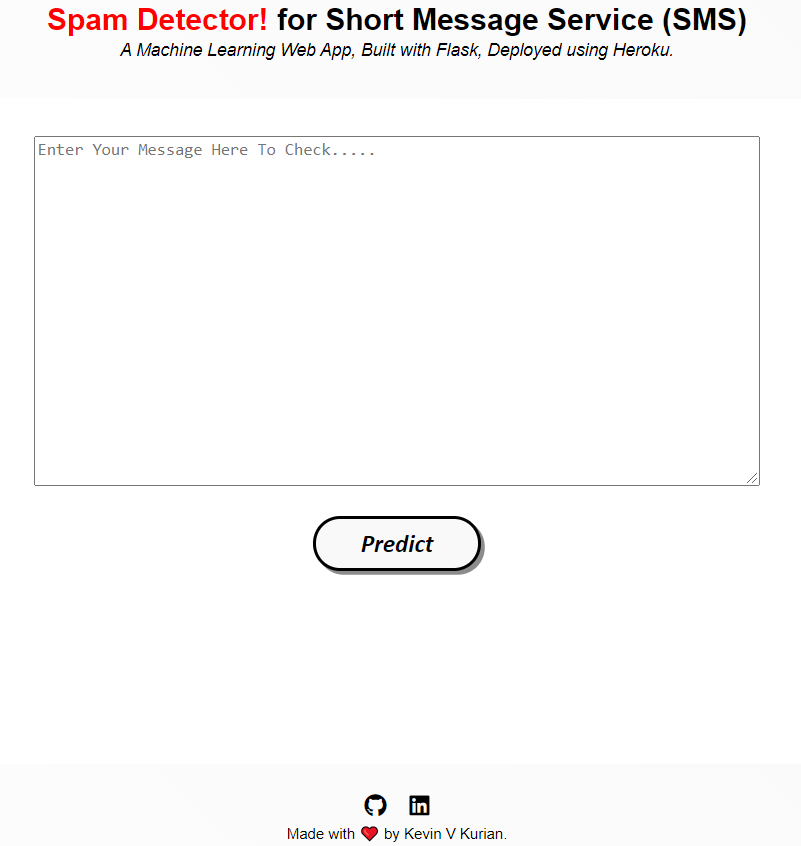 Spam Detector! for Short Message Service (SMS)
A Machine Learning Web App, Built with Flask, Deployed using Heroku.
Enter Your Message Here To Check.....
Predict
in
Made with ❤️ by Kevin V Kurian.